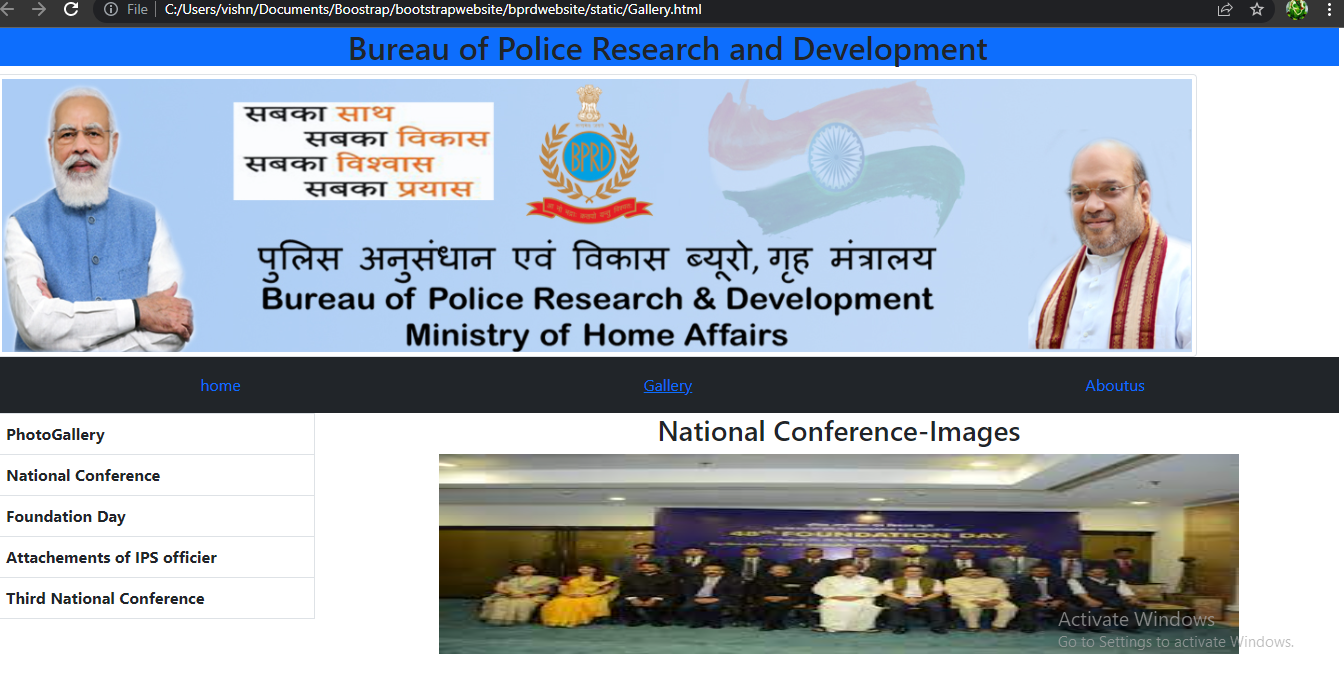 File C:/Users/vishn/Documents/Boostrap/bootstrapwebsite/bprdwebsite/static/Gallery.html
Bureau of Police Research and Development
सबका साथ
सबका विकास
सबका विश्वास
सबका प्रयास
BPRD
पुलिस अनुसंधान एवं विकास ब्यूरो, गृह मंत्रालय
Bureau of Police Research & Development
Ministry of Home Affairs
home Gallery Aboutus
PhotoGallery
National Conference
Foundation Day
Attachements of IPS officier
Third National Conference
National Conference-Images
48th FOUNDATION DAY
Activate Windows
Go to Settings to activate Windows.